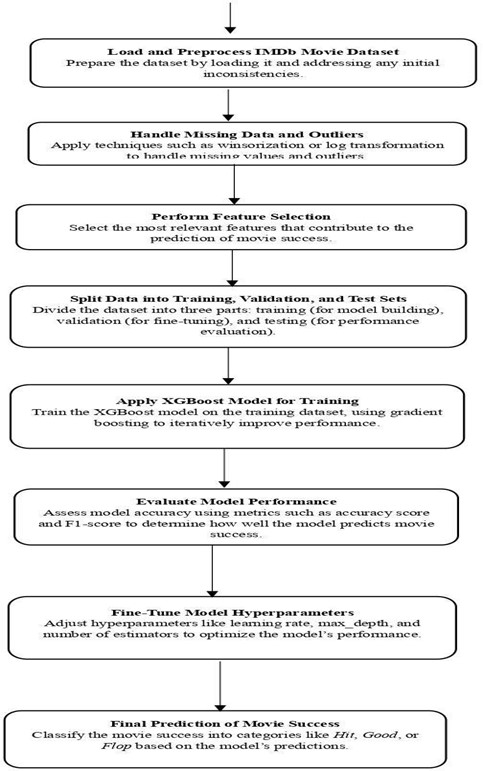 Load and Preprocess IMDb Movie Dataset
Prepare the dataset by loading it and addressing any initial
inconsistencies.
Handle Missing Data and Outliers
Apply techniques such as winsorization or log transformation
to handle missing values and outliers
Perform Feature Selection
Select the most relevant features that contribute to the
prediction of movie success.
Split Data into Training, Validation, and Test Sets
Divide the dataset into three parts: training (for model building),
validation (for fine-tuning), and testing (for performance
evaluation).
Apply XGBoost Model for Training
Train the XGBoost model on the training dataset, using gradient
boosting to iteratively improve performance.
Evaluate Model Performance
Assess model accuracy using metrics such as accuracy score
and F1-score to determine how well the model predicts movie
success.
Fine-Tune Model Hyperparameters
Adjust hyperparameters like learning rate, max_depth, and
number of estimators to optimize the model's performance.
Final Prediction of Movie Success
Classify the movie success into categories like Hit, Good, or
Flop based on the model's predictions.